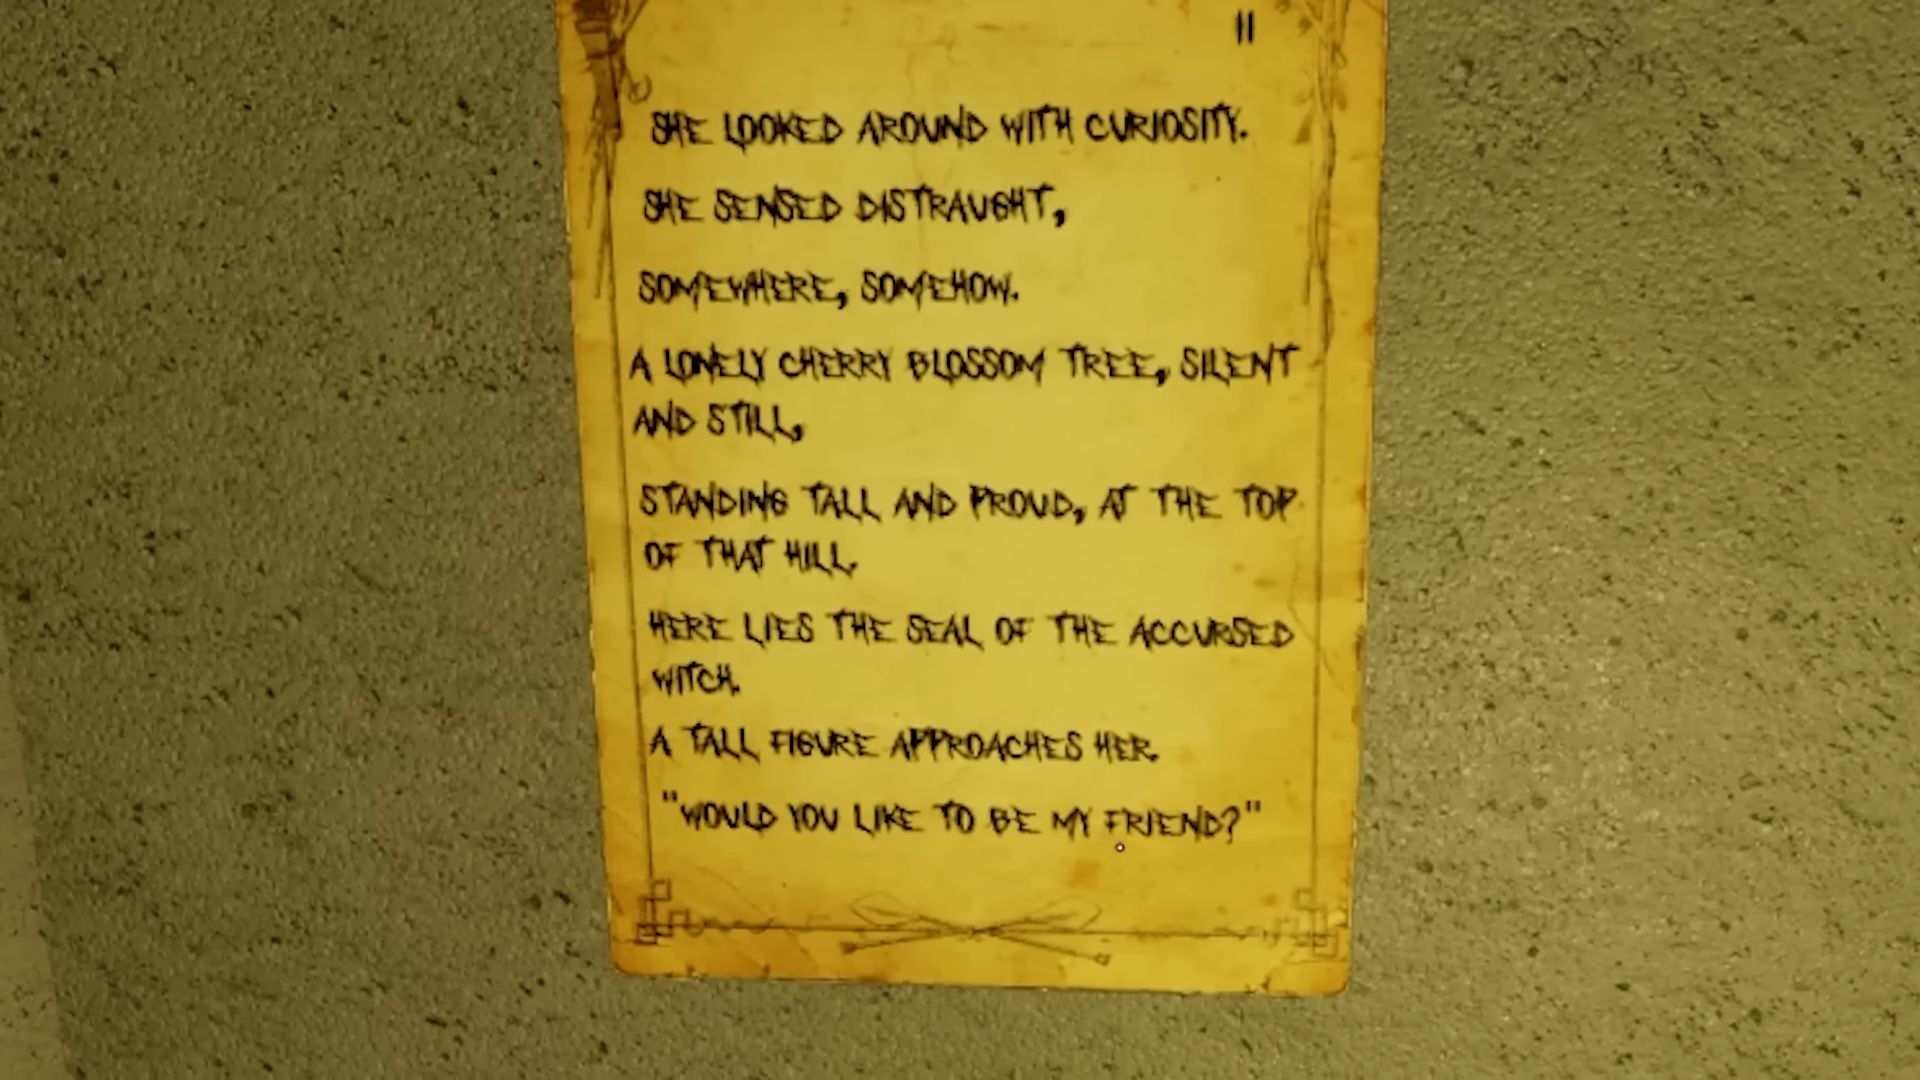 II
SHE LOOKED AROUND WITH CURIOSITY.
SHE SENSED DISTRAUGHT,
SOMEWHERE, SOMEHOW.
A LONELY CHERRY BLOSSOM TREE, SILENT
AND STILL,
STANDING TALL AND PROUD, AT THE TOP
OF THAT HILL.
HERE LIES THE SEAL OF THE ACCURSED
WITCH.
A TALL FIGURE APPROACHES HER.
"WOULD YOU LIKE TO BE MY FRIEND?"